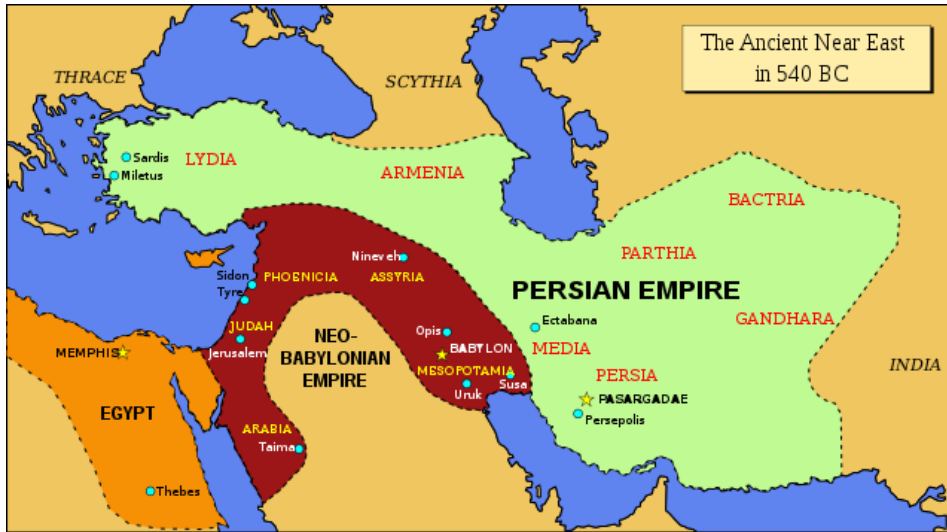 The Ancient Near East
in 540 BC
THRACE
SCYTHIA
Sardis
LYDIA
Miletus
ARMENIA
BACTRIA
Nineveh
PARTHIA
Sidon
PHOENICIA
ASSYRIA
Tyre
PERSIAN EMPIRE
JUDAH
Opis
Ectabana
GANDHARA
MEMPHIS
Jerusalem
NEO-
BABYLONIAN
EMPIRE
BABYLON
MEDIA
MESOPOTAMIA
INDIA
Uruk
Susa
PERSIA
PASARGADAE
EGYPT
Persepolis
ARABIA
Taima
Thebes